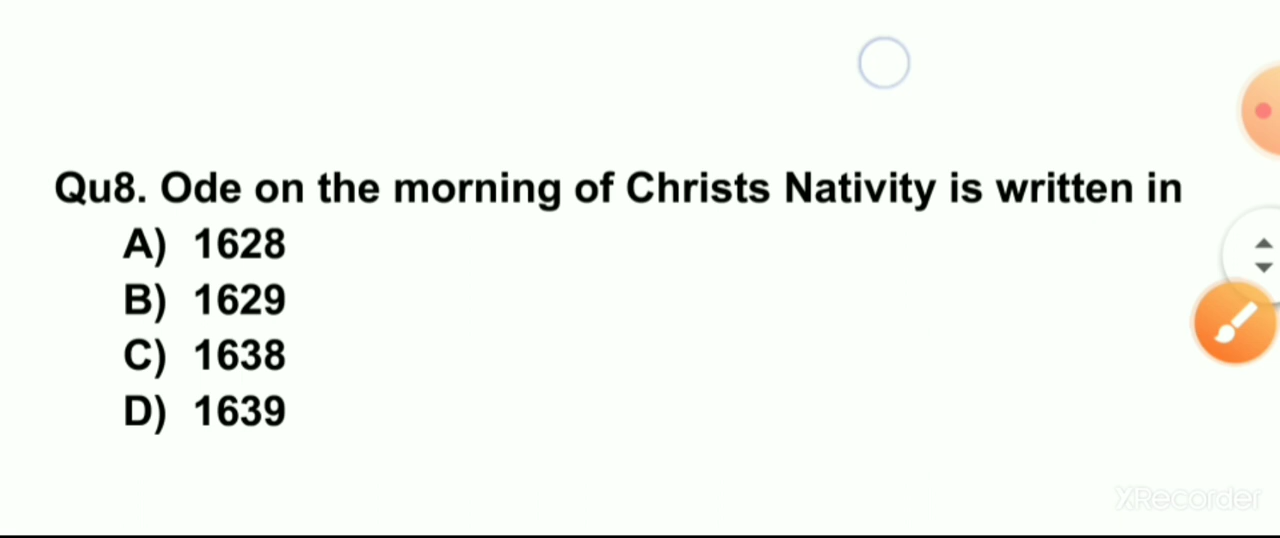 Qu8. Ode on the morning of Christs Nativity is written in
A) 1628
B) 1629
C) 1638
D) 1639
XRecorder